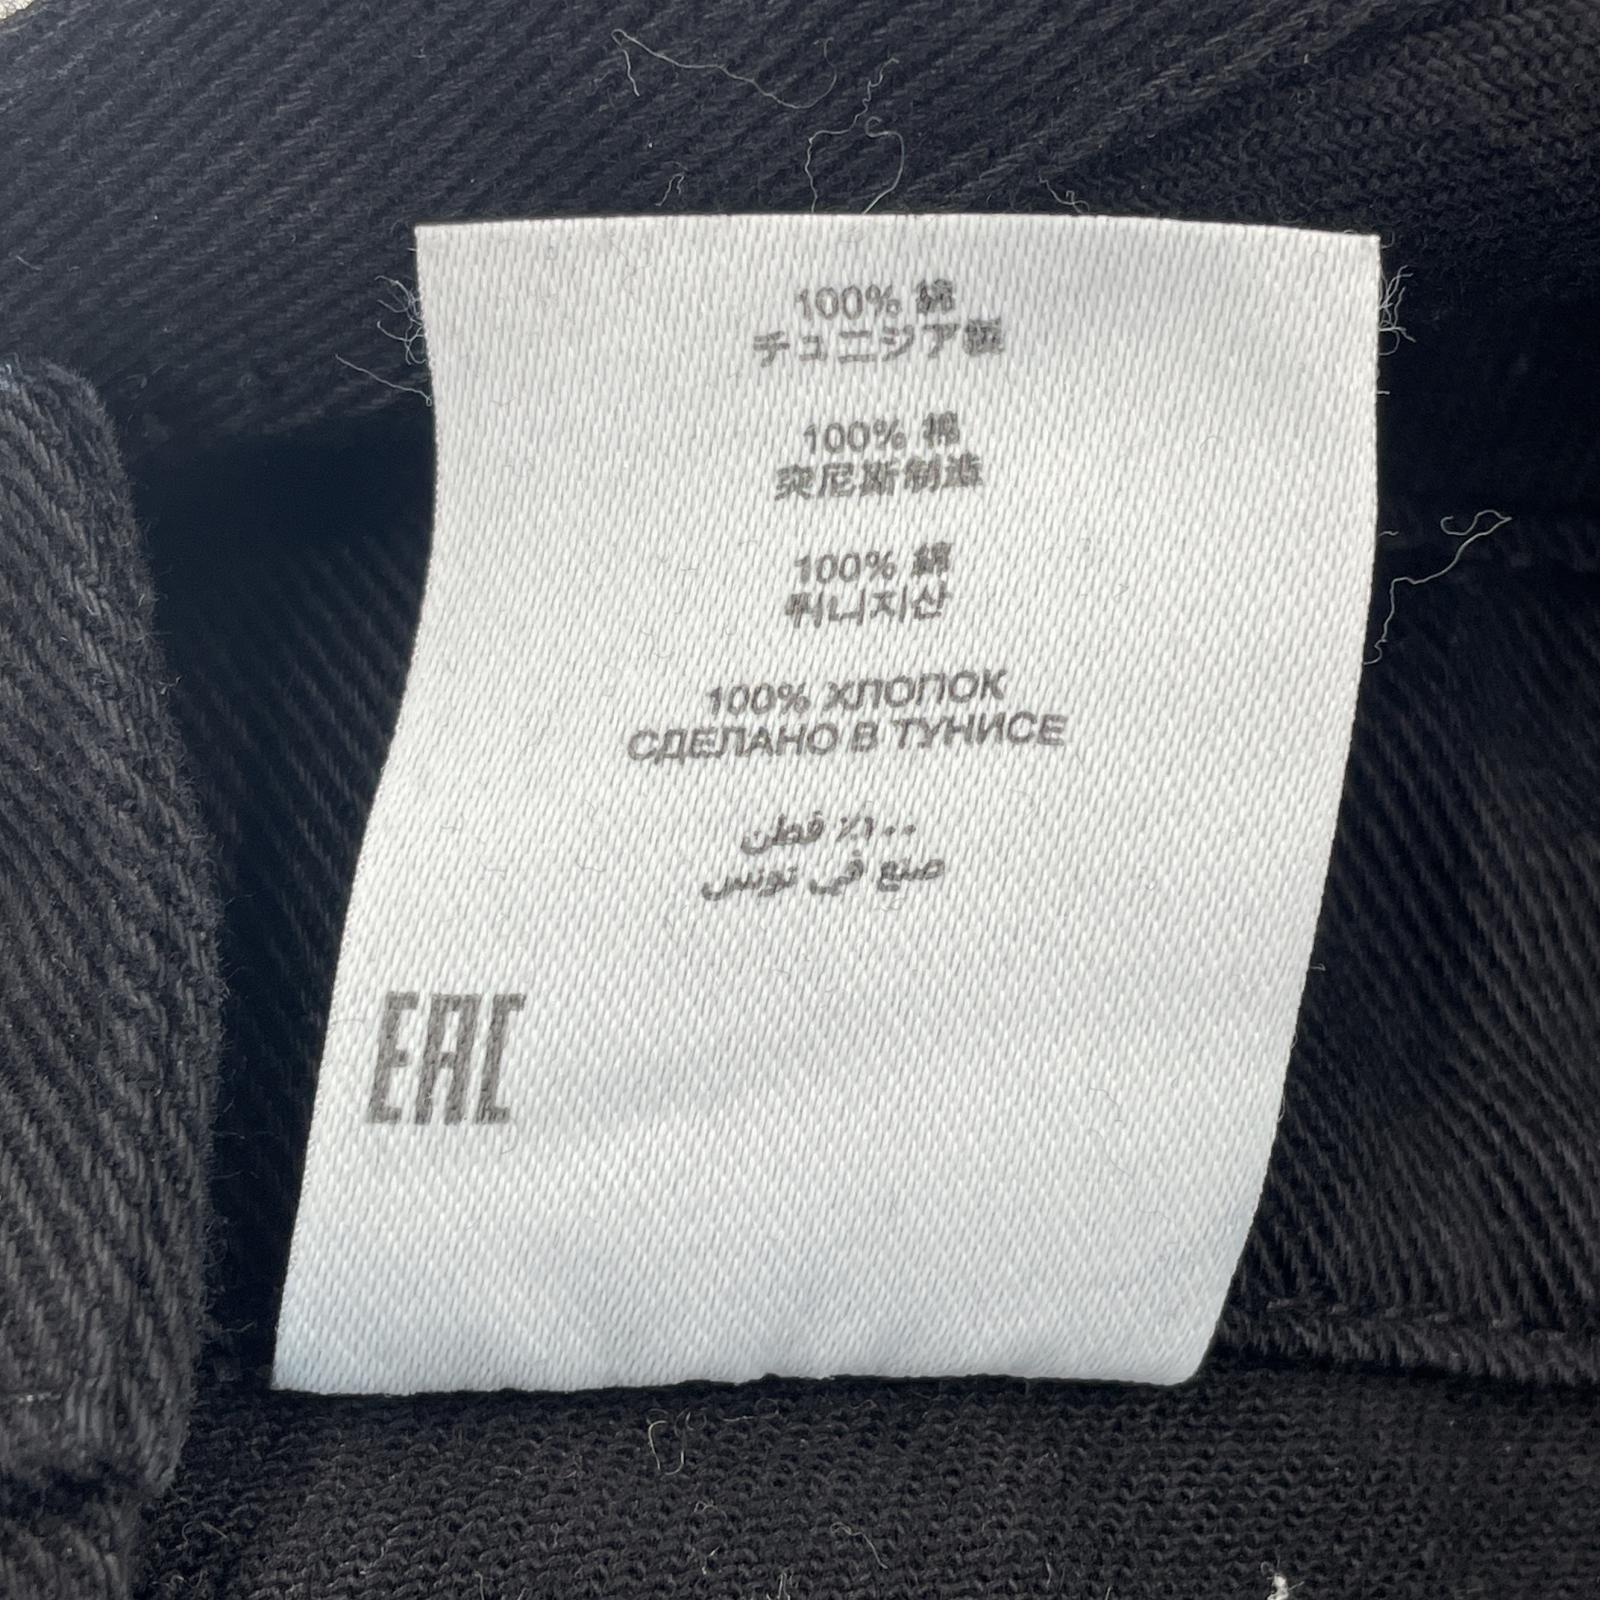 100% 綿
チュニジア製
100% 棉
突尼斯制造
100% 綿
튀니지산
100% ХЛОПОК
СДЕЛАНО В ТУНИСЕ
١٠٠٪ قطن
صنع في تونس
EAC